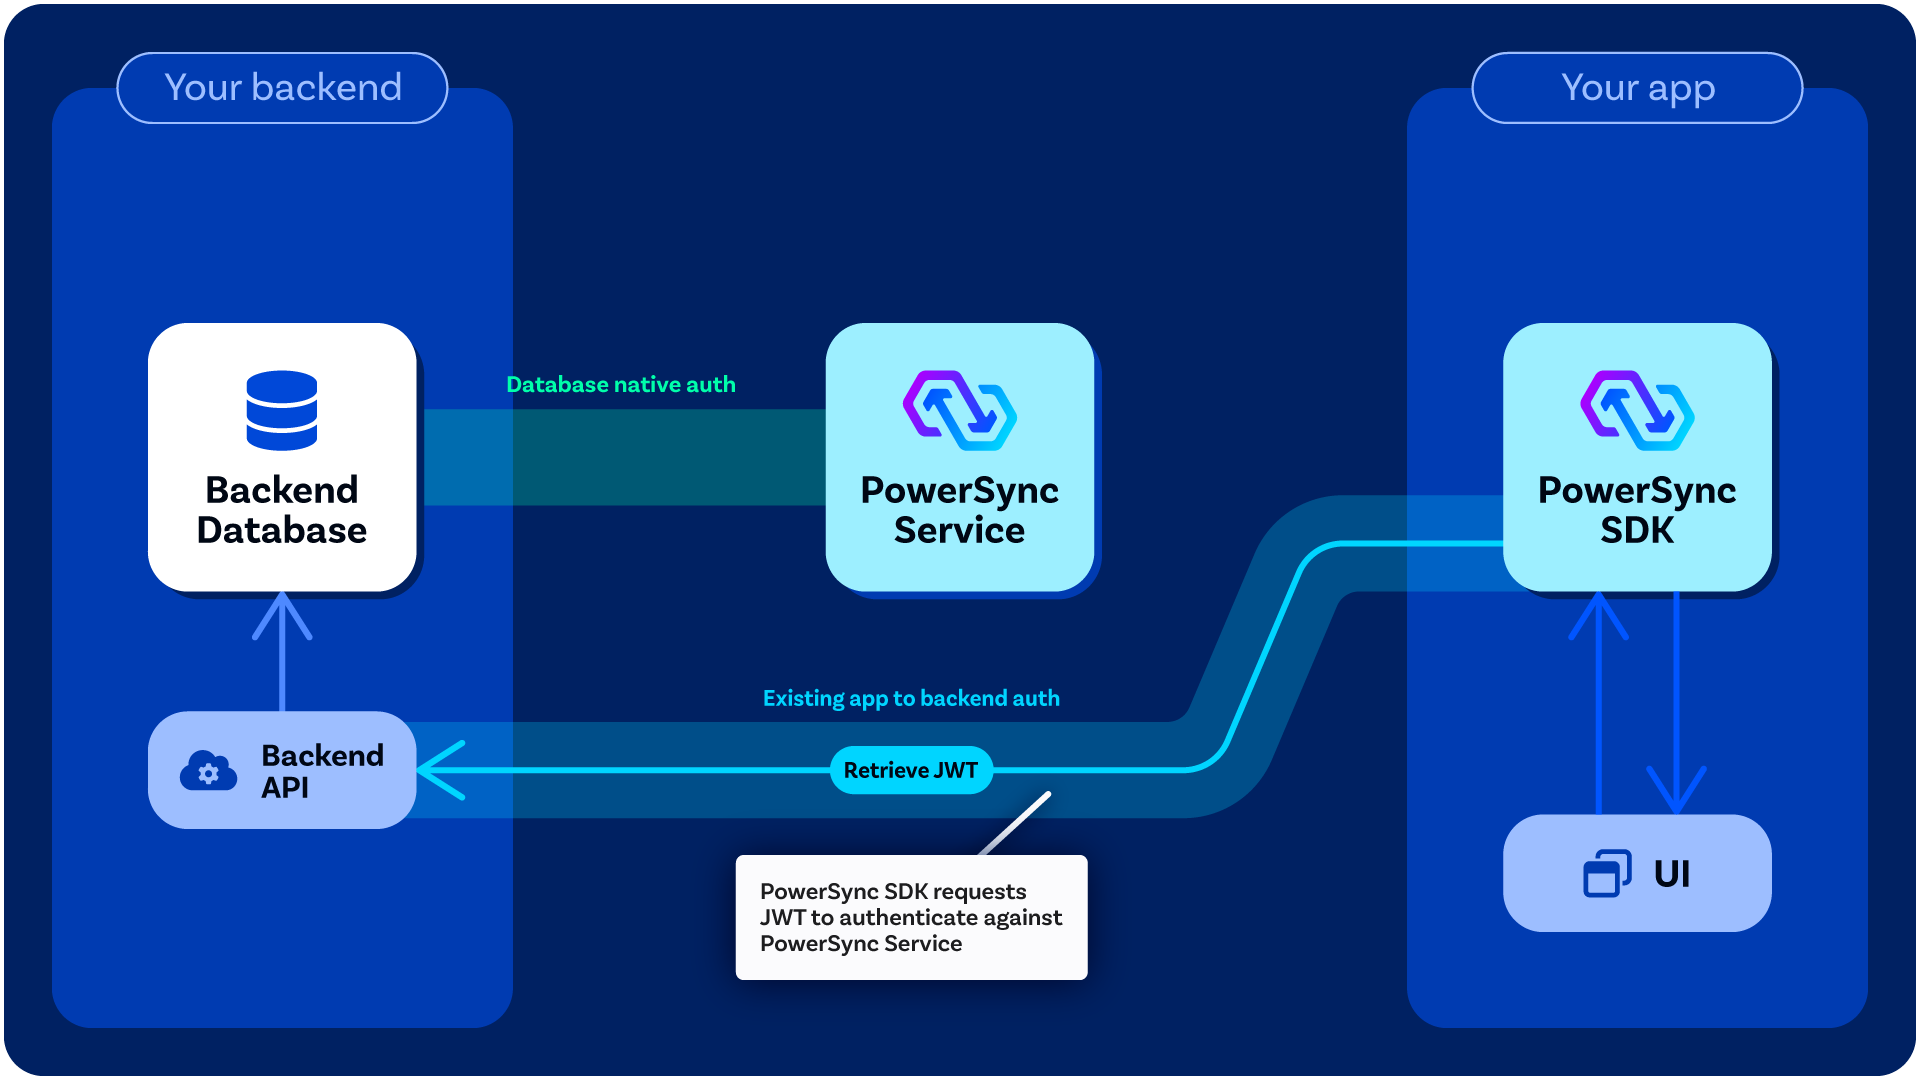 Your backend
Your app
Database native auth
Backend
Database
PowerSync
Service
PowerSync
SDK
Existing app to backend auth
Backend
API
Retrieve JWT
UI
PowerSync SDK requests
JWT to authenticate against
PowerSync Service